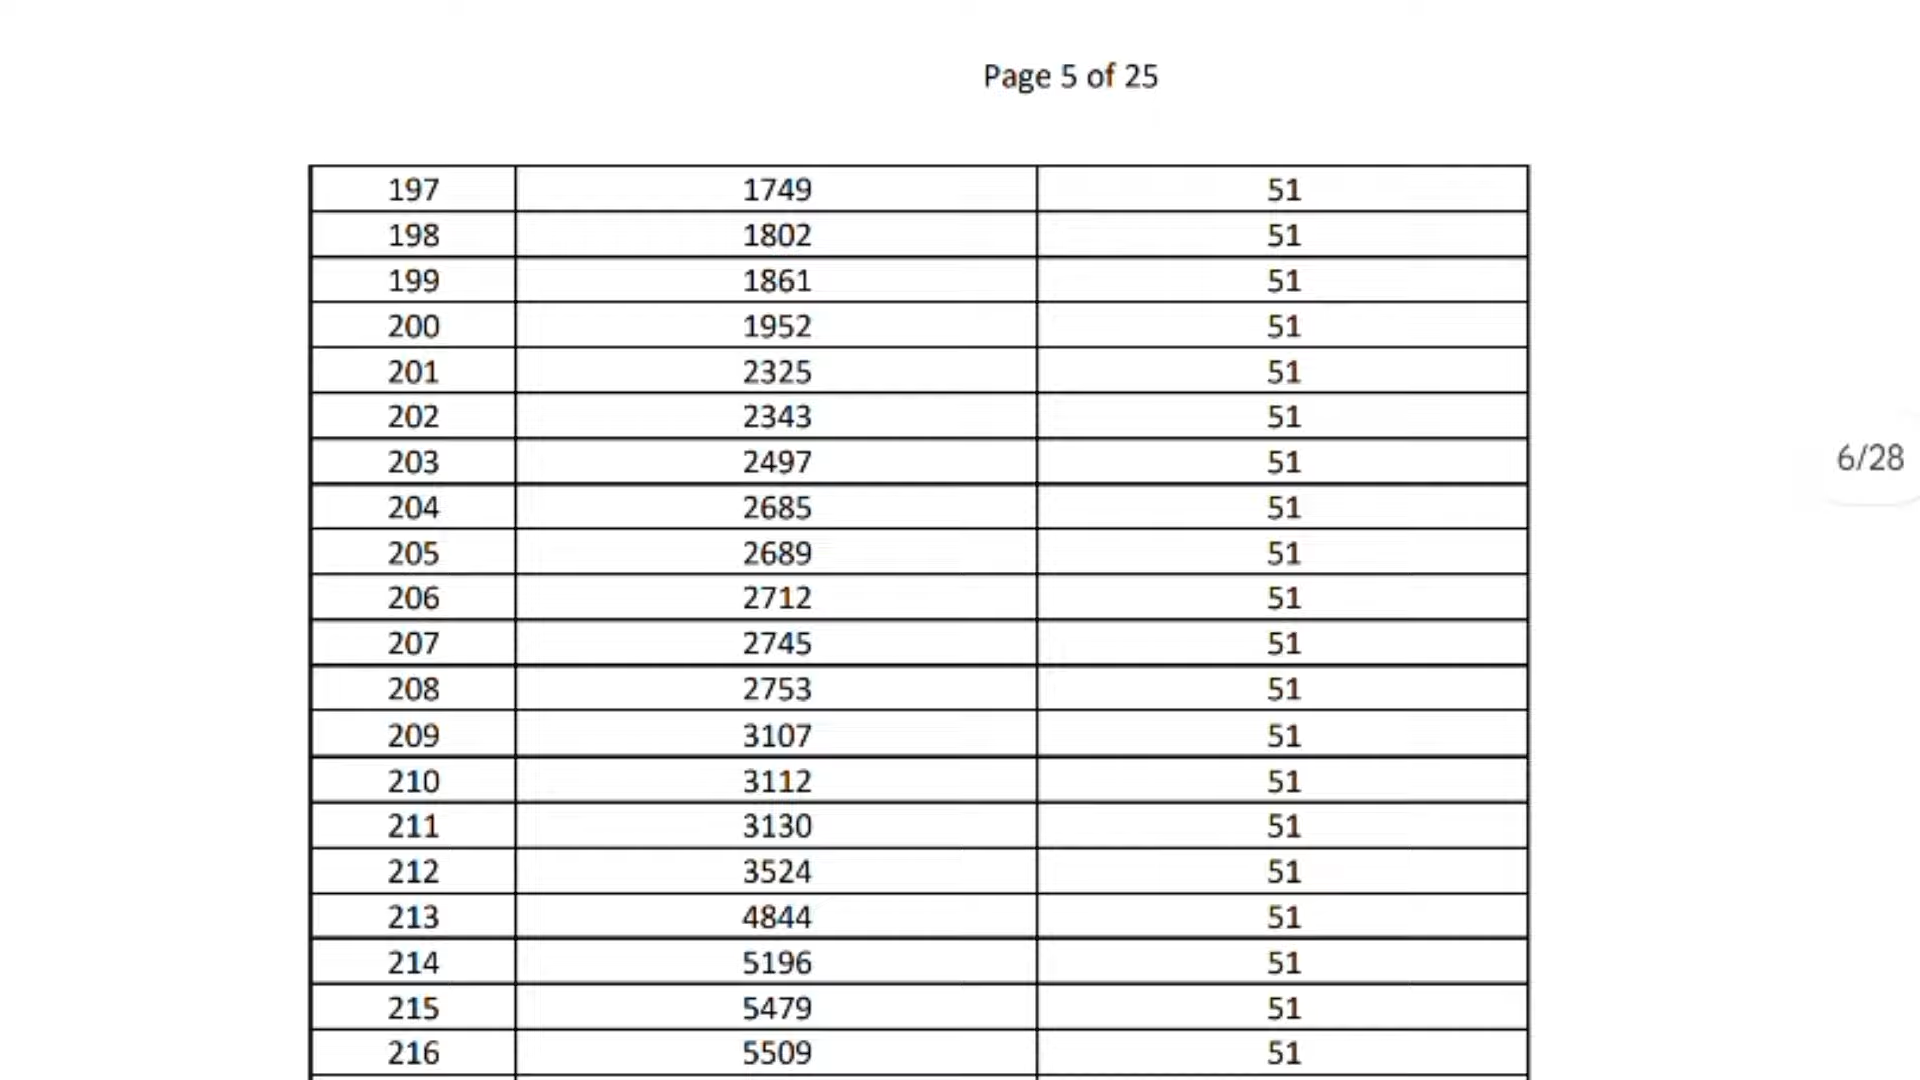 Page 5 of 25
197 1749 51
198 1802 51
199 1861 51
200 1952 51
201 2325 51
202 2343 51
203 2497 51
6/28
204 2685 51
205 2689 51
206 2712 51
207 2745 51
208 2753 51
209 3107 51
210 3112 51
211 3130 51
212 3524 51
213 4844 51
214 5196 51
215 5479 51
216 5509 51